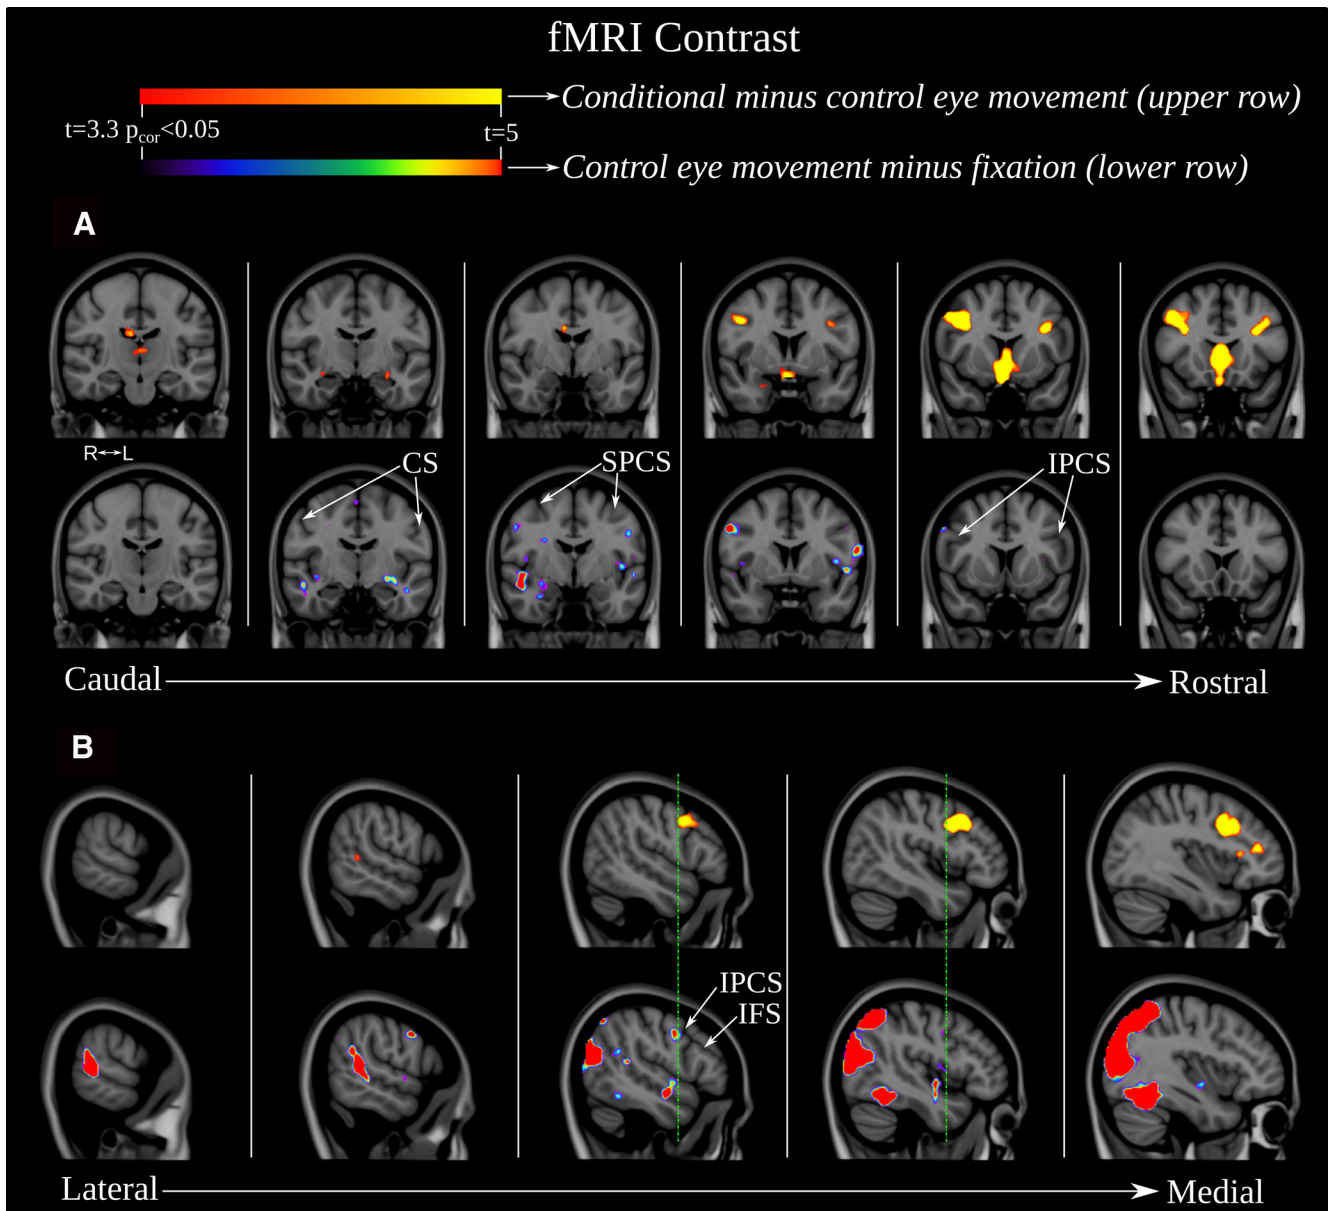 fMRI Contrast
Conditional minus control eye movement (upper row)
t=3.3 pcor<0.05
t=5
Control eye movement minus fixation (lower row)
A
R↔L
CS
SPCS
IPCS
Caudal
Rostral
B
IPCS
IFS
Lateral
Medial